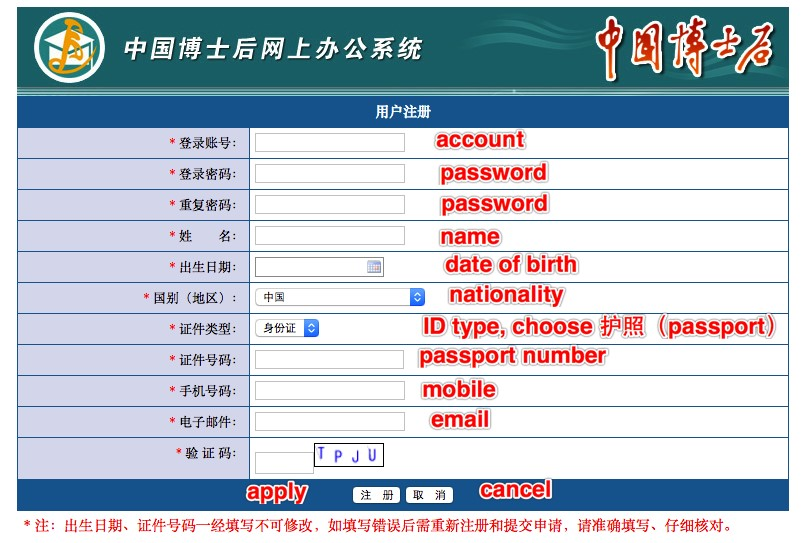 中国博士后网上办公系统 中国博士后
用户注册
* 登录账号： account
* 登录密码： password
* 重复密码： password
* 姓 名： name
* 出生日期： date of birth
* 国别（地区）： 中国 nationality
* 证件类型： 身份证 ID type, choose 护照（passport）
* 证件号码： passport number
* 手机号码： mobile
* 电子邮件： email
* 验 证 码： T P J U
apply 注 册 取 消 cancel
* 注：出生日期、证件号码一经填写不可修改，如填写错误后需重新注册和提交申请，请准确填写、仔细核对。